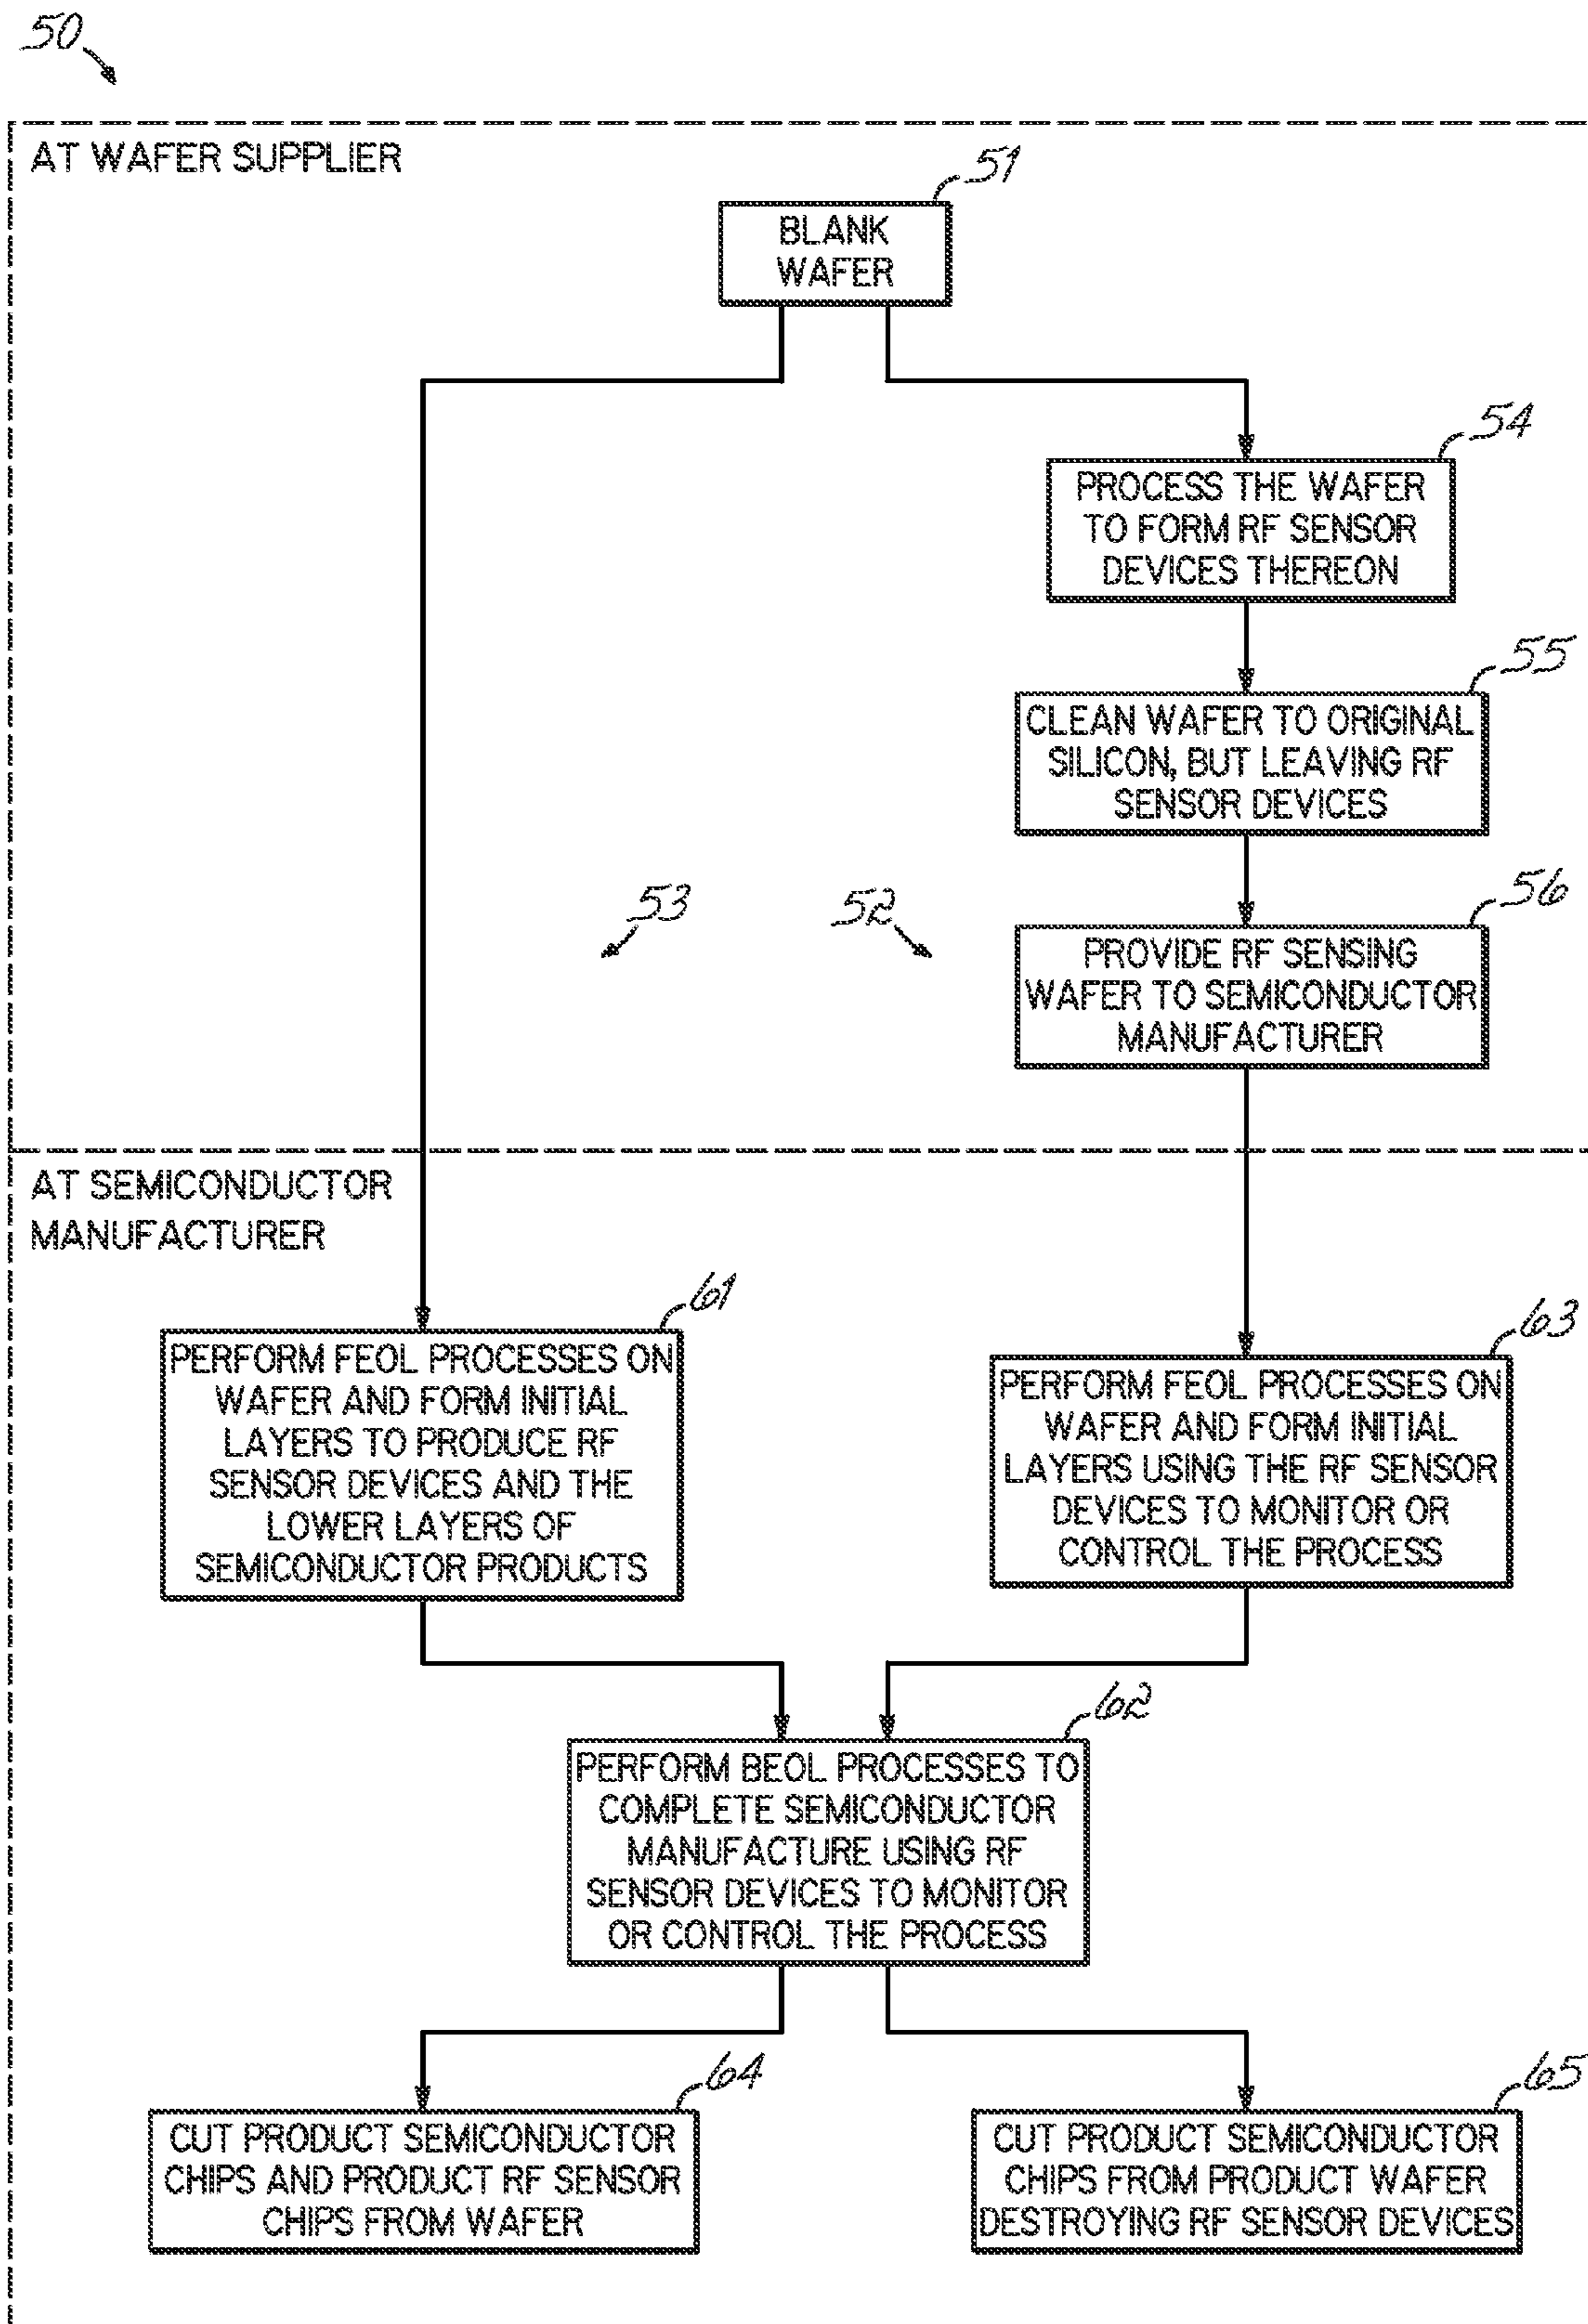 50
AT WAFER SUPPLIER
51
BLANK
WAFER
54
PROCESS THE WAFER
TO FORM RF SENSOR
DEVICES THEREON
55
CLEAN WAFER TO ORIGINAL
SILICON, BUT LEAVING RF
SENSOR DEVICES
53
52
56
PROVIDE RF SENSING
WAFER TO SEMICONDUCTOR
MANUFACTURER
AT SEMICONDUCTOR
MANUFACTURER
61
PERFORM FEOL PROCESSES ON
WAFER AND FORM INITIAL
LAYERS TO PRODUCE RF
SENSOR DEVICES AND THE
LOWER LAYERS OF
SEMICONDUCTOR PRODUCTS
63
PERFORM FEOL PROCESSES ON
WAFER AND FORM INITIAL
LAYERS USING THE RF SENSOR
DEVICES TO MONITOR OR
CONTROL THE PROCESS
62
PERFORM BEOL PROCESSES TO
COMPLETE SEMICONDUCTOR
MANUFACTURE USING RF
SENSOR DEVICES TO MONITOR
OR CONTROL THE PROCESS
64
CUT PRODUCT SEMICONDUCTOR
CHIPS AND PRODUCT RF SENSOR
CHIPS FROM WAFER
65
CUT PRODUCT SEMICONDUCTOR
CHIPS FROM PRODUCT WAFER
DESTROYING RF SENSOR DEVICES